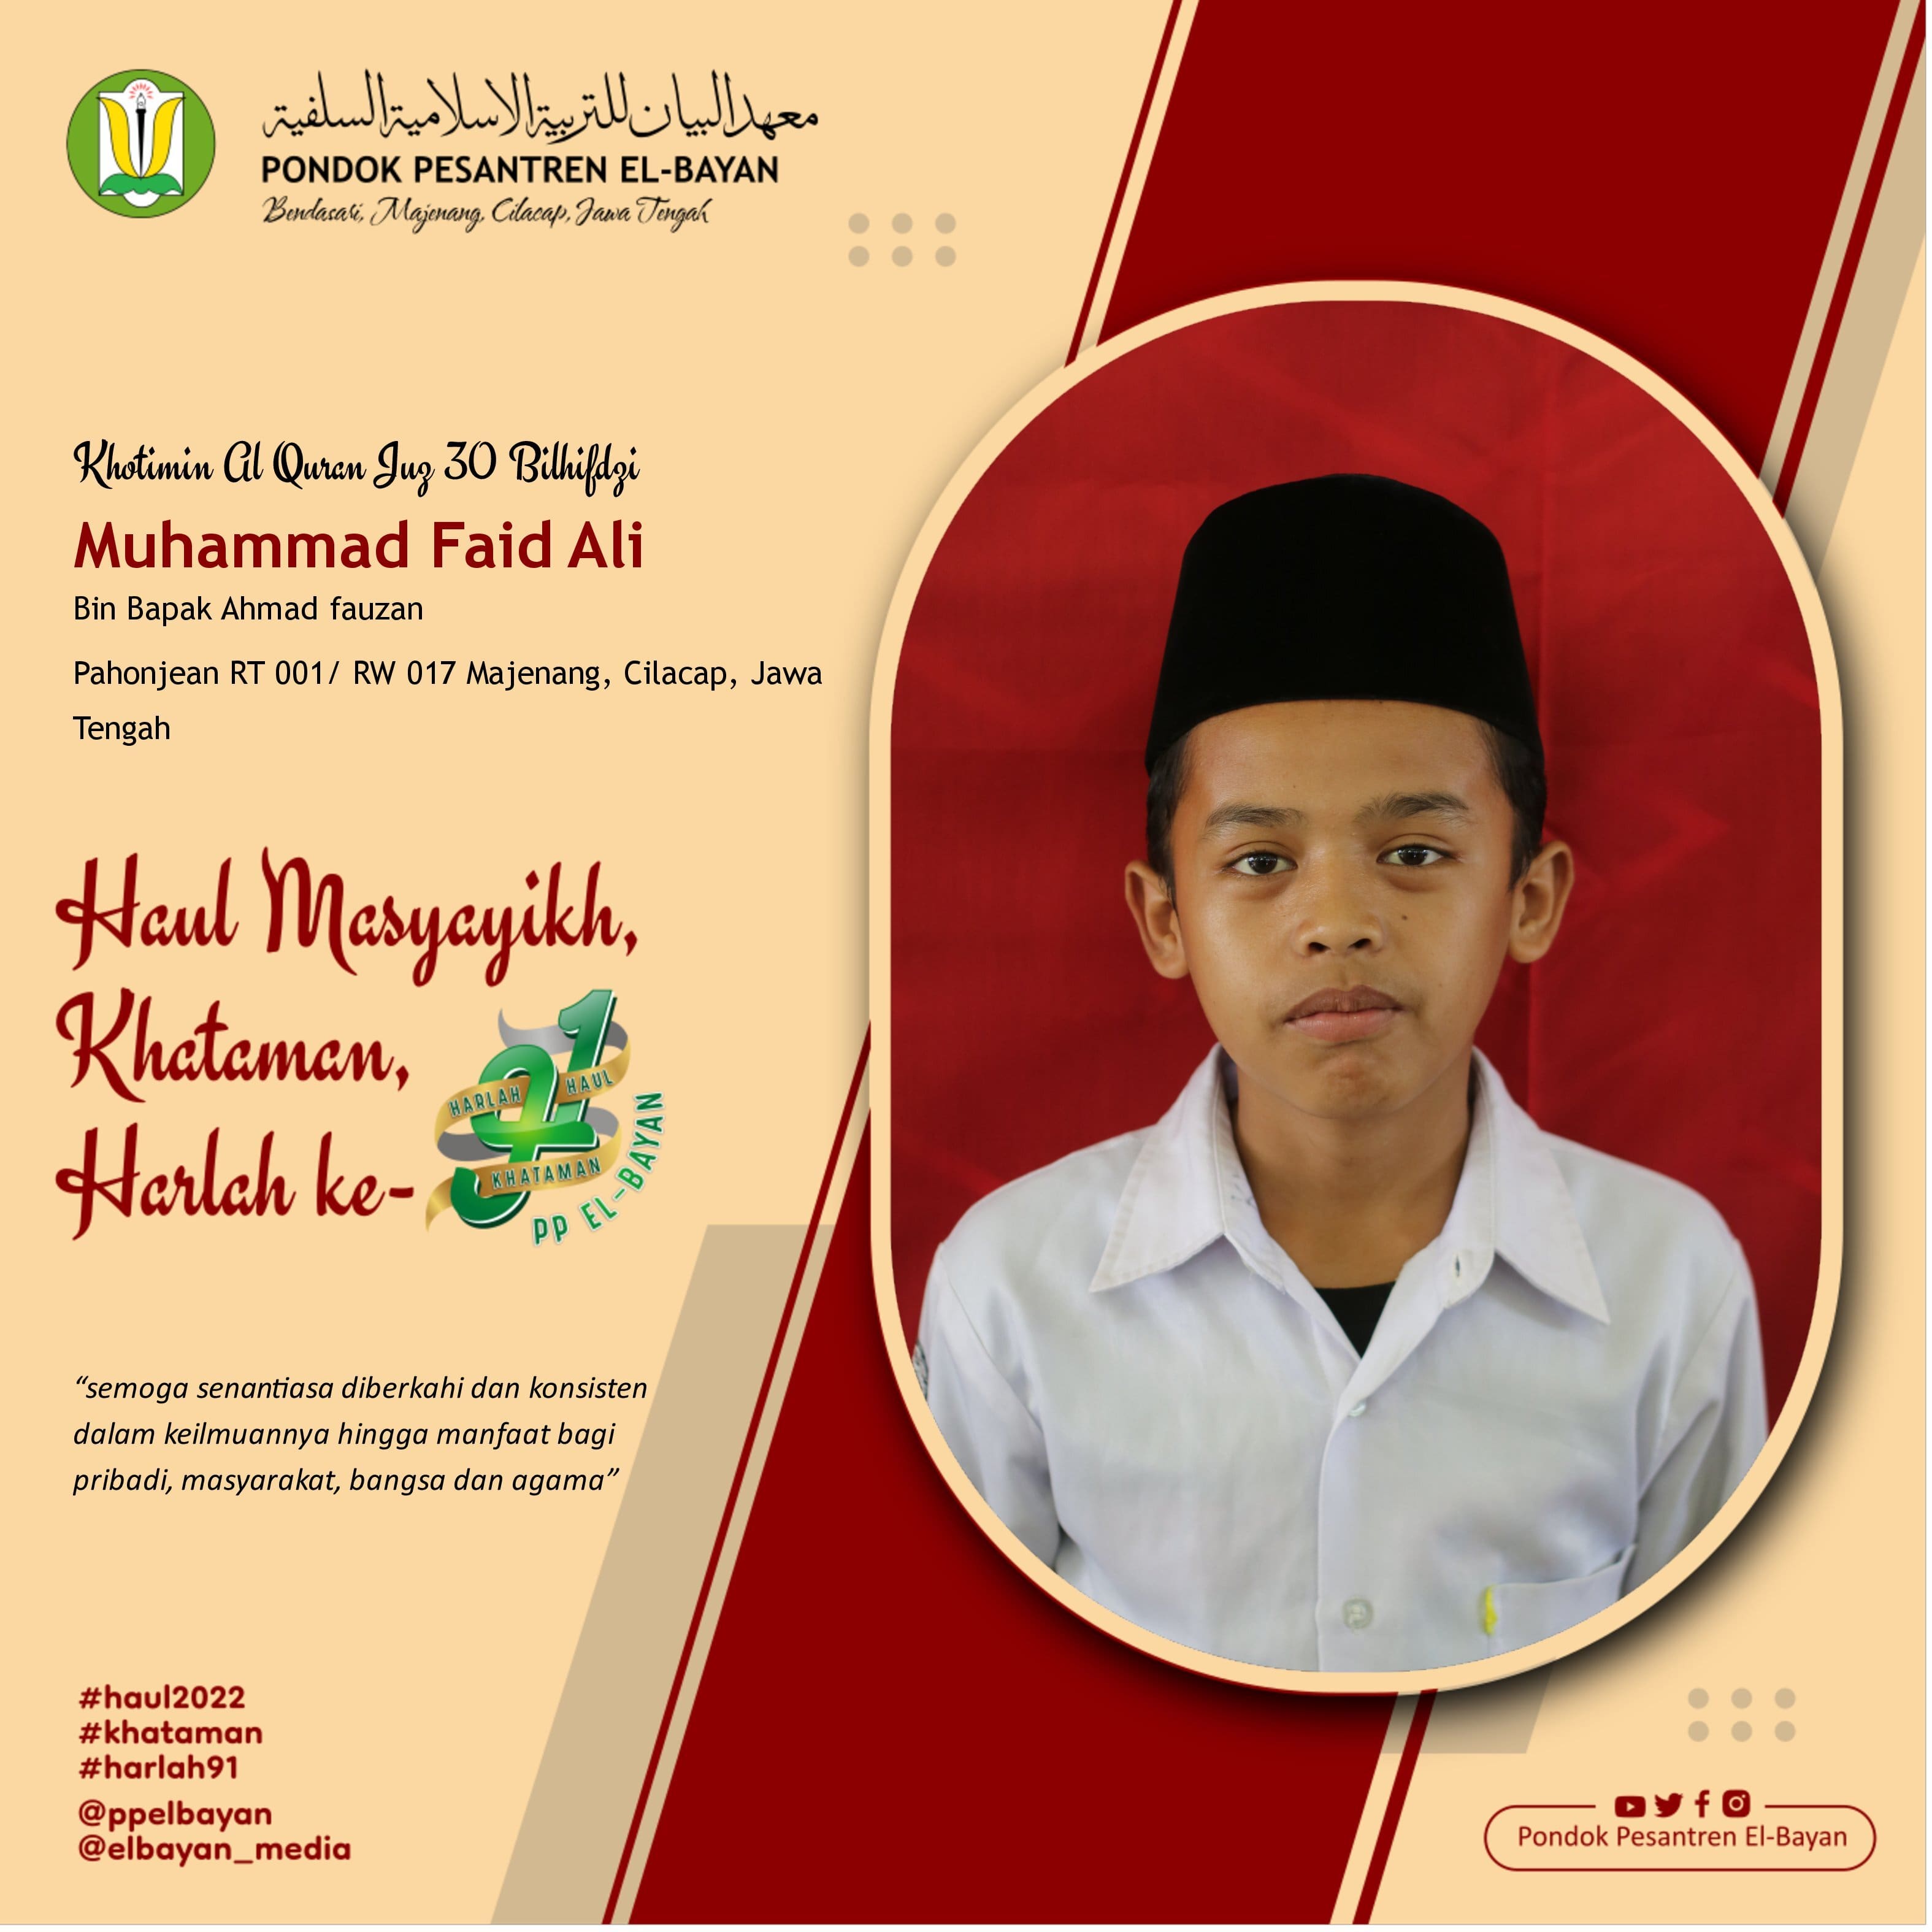 معهد البيان للتربية الاسلامية السلفية
PONDOK PESANTREN EL-BAYAN
Bendasari, Majenang, Cilacap, Jawa Tengah
Khotimin Al Quran Juz 30 Bilhifdzi
Muhammad Faid Ali
Bin Bapak Ahmad fauzan
Pahonjean RT 001/ RW 017 Majenang, Cilacap, Jawa
Tengah
Haul Masyayikh,
Khataman,
Harlah ke-
91
HARLAH HAUL
KHATAMAN
PP EL-BAYAN
“semoga senantiasa diberkahi dan konsisten
dalam keilmuannya hingga manfaat bagi
pribadi, masyarakat, bangsa dan agama”
#haul2022
#khataman
#harlah91
@ppelbayan
@elbayan_media
Pondok Pesantren El-Bayan